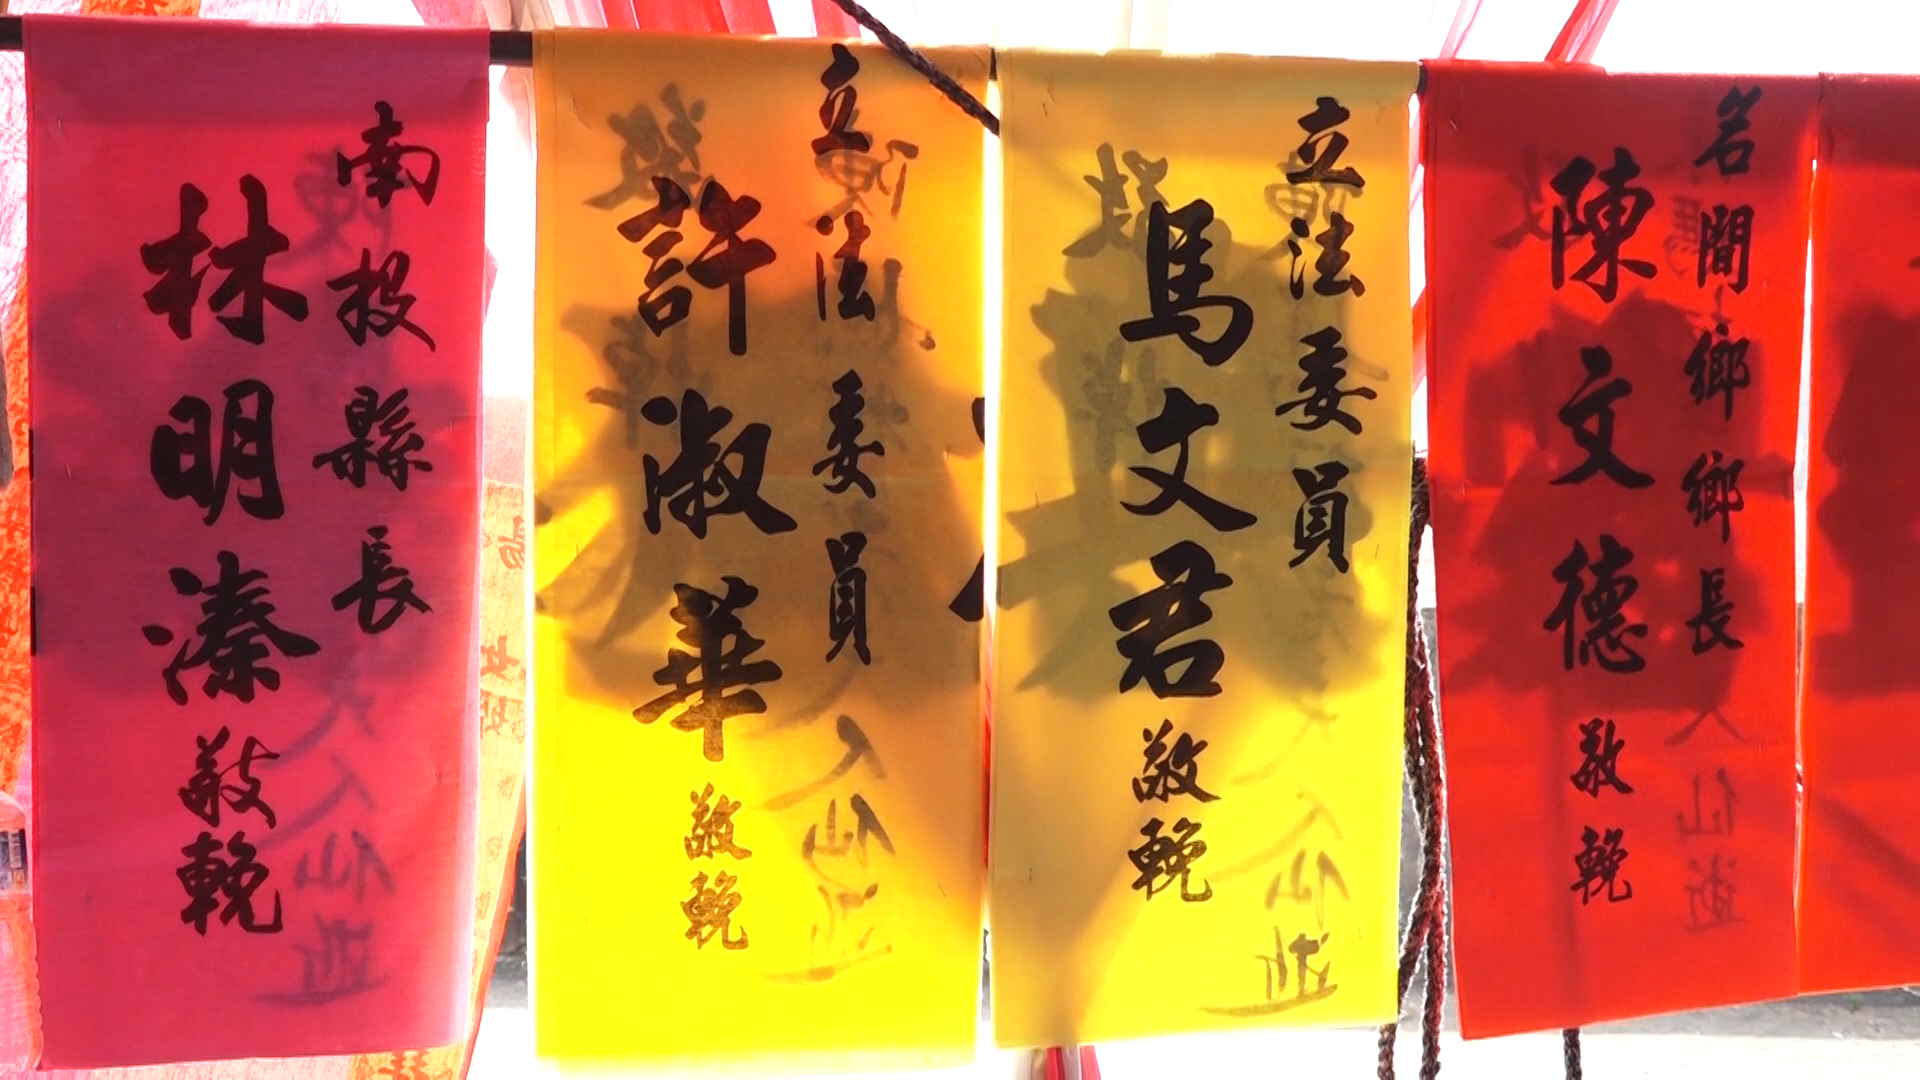 南投縣長
林明溱敬輓
立法委員
許淑華敬輓
立法委員
馬文君敬輓
名間鄉鄉長
陳文德敬輓